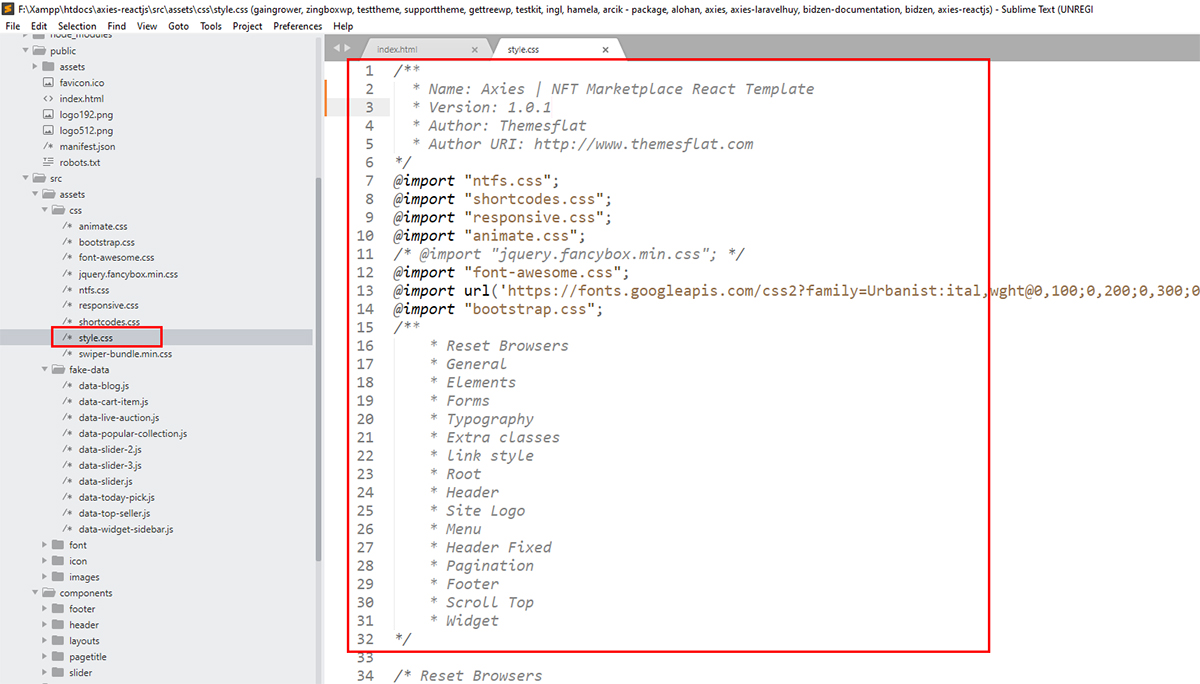 F:\Xampp\htdocs\axies-reactjs\src\assets\css\style.css (gaingrower, zingboxwp, testtheme, supporttheme, gettreewp, testkit, ingl, hamela, arcik - package, alohan, axies, axies-laravelhuy, bidzen-documentation, bidzen, axies-reactjs) - Sublime Text (UNREGI
File Edit Selection Find View Goto Tools Project Preferences Help
node_modules
public
assets
favicon.ico
<> index.html
logo192.png
logo512.png
/* manifest.json
robots.txt
src
assets
css
/* animate.css
/* bootstrap.css
/* font-awesome.css
/* jquery.fancybox.min.css
/* ntfs.css
/* responsive.css
/* shortcodes.css
/* style.css
/* swiper-bundle.min.css
fake-data
/* data-blog.js
/* data-cart-item.js
/* data-live-auction.js
/* data-popular-collection.js
/* data-slider-2.js
/* data-slider-3.js
/* data-slider.js
/* data-today-pick.js
/* data-top-seller.js
/* data-widget-sidebar.js
font
icon
images
components
footer
header
layouts
pagetitle
slider
index.html × style.css ×
1 /**
2 * Name: Axies | NFT Marketplace React Template
3 * Version: 1.0.1
4 * Author: Themesflat
5 * Author URI: http://www.themesflat.com
6 */
7 @import "ntfs.css";
8 @import "shortcodes.css";
9 @import "responsive.css";
10 @import "animate.css";
11 /* @import "jquery.fancybox.min.css"; */
12 @import "font-awesome.css";
13 @import url('https://fonts.googleapis.com/css2?family=Urbanist:ital,wght@0,100;0,200;0,300;0
14 @import "bootstrap.css";
15 /**
16 * Reset Browsers
17 * General
18 * Elements
19 * Forms
20 * Typography
21 * Extra classes
22 * link style
23 * Root
24 * Header
25 * Site Logo
26 * Menu
27 * Header Fixed
28 * Pagination
29 * Footer
30 * Scroll Top
31 * Widget
32 */
33
34 /* Reset Browsers